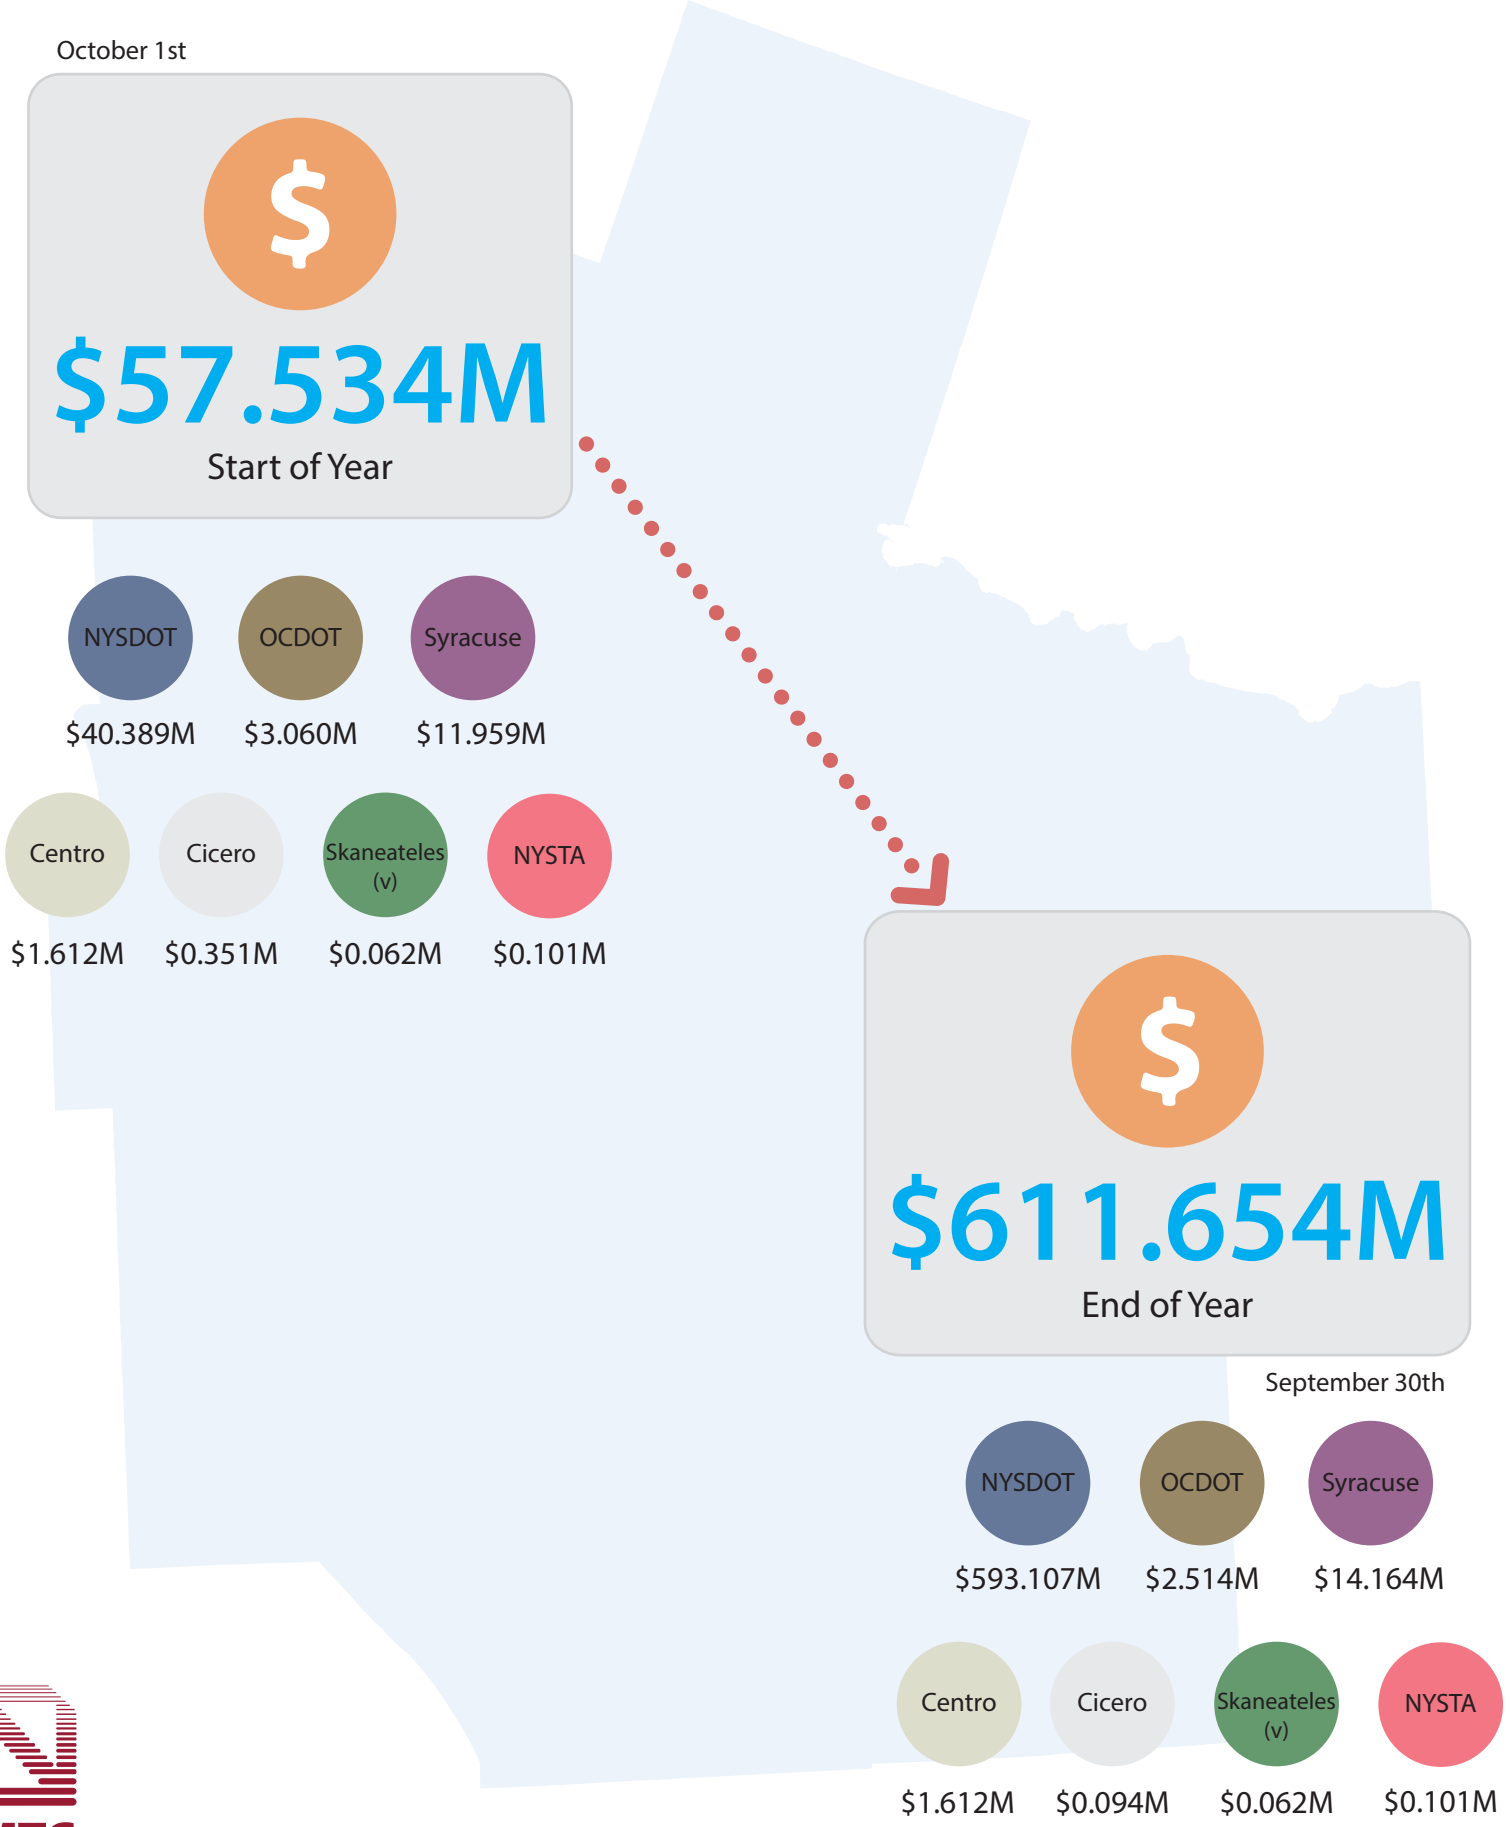 October 1st
$
$57.534M
Start of Year
NYSDOT OCDOT Syracuse
$40.389M $3.060M $11.959M
Centro Cicero Skaneateles NYSTA
(v)
$1.612M $0.351M $0.062M $0.101M
$
$611.654M
End of Year
September 30th
NYSDOT OCDOT Syracuse
$593.107M $2.514M $14.164M
Centro Cicero Skaneateles NYSTA
(v)
$1.612M $0.094M $0.062M $0.101M